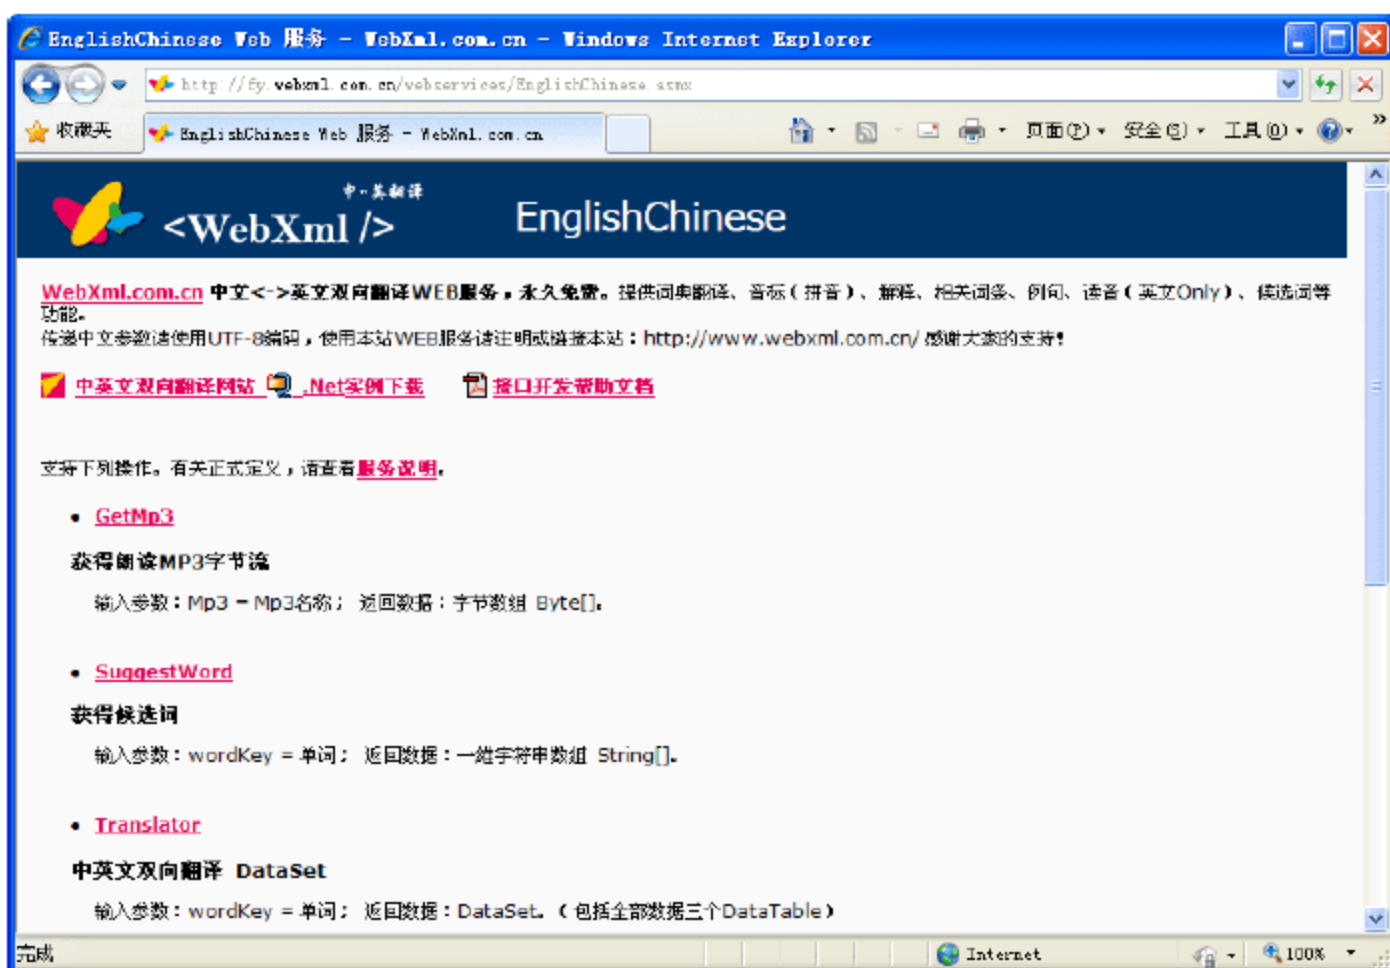 EnglishChinese Web 服务 - WebXml.com.cn - Windows Internet Explorer
http://fy.webxml.com.cn/webservices/EnglishChinese.asmx
收藏夹 EnglishChinese Web 服务 - WebXml.com.cn 页面(P) 安全(S) 工具(O) »
中-英翻译
<WebXml /> EnglishChinese
WebXml.com.cn 中文<->英文双向翻译WEB服务，永久免费。提供词典翻译、音标(拼音)、解释、相关词条、例句、读音(英文Only)、候选词等
功能。
传递中文参数请使用UTF-8编码，使用本站WEB服务请注明或链接本站：http://www.webxml.com.cn/ 感谢大家的支持!
中英文双向翻译网站 .Net实例下载 接口开发帮助文档
支持下列操作。有关正式定义，请查看服务说明。
• GetMp3
获得朗读MP3字节流
输入参数：Mp3 = Mp3名称； 返回数据：字节数组 Byte[]。
• SuggestWord
获得候选词
输入参数：wordKey = 单词； 返回数据：一维字符串数组 String[]。
• Translator
中英文双向翻译 DataSet
输入参数：wordKey = 单词； 返回数据：DataSet。(包括全部数据三个DataTable)
完成 Internet 100%